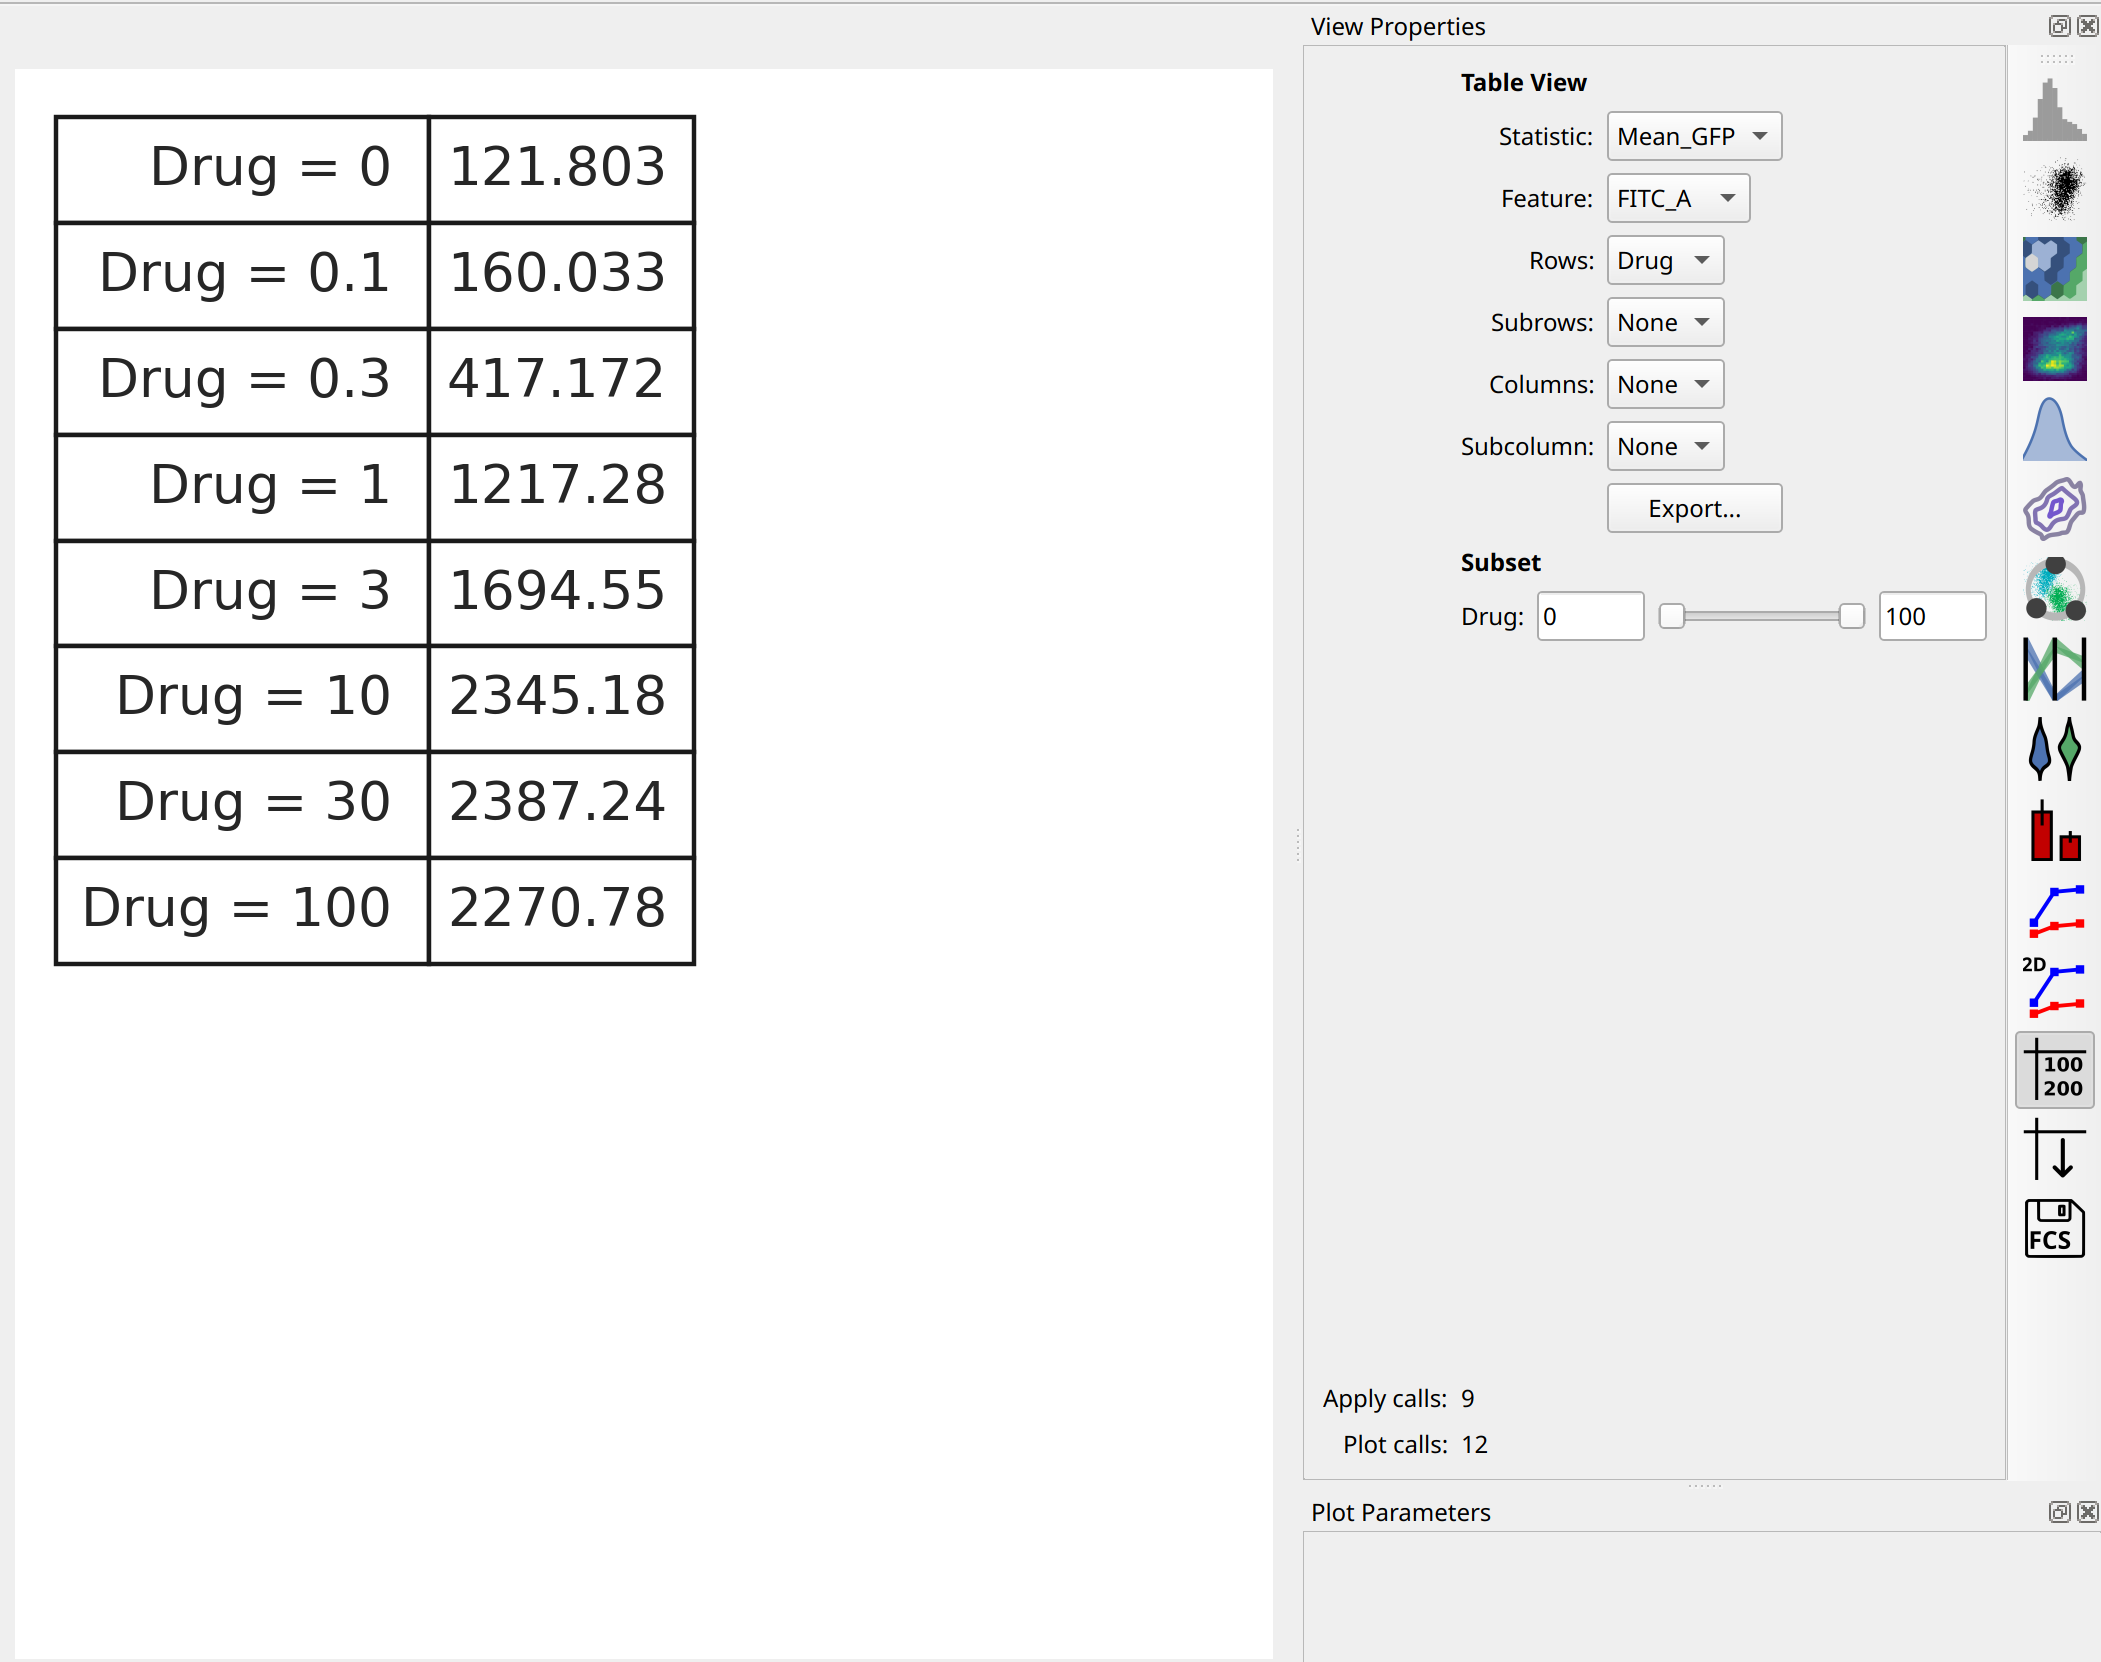 View Properties
Drug = 0 121.803
Drug = 0.1 160.033
Drug = 0.3 417.172
Drug = 1 1217.28
Drug = 3 1694.55
Drug = 10 2345.18
Drug = 30 2387.24
Drug = 100 2270.78
Table View
Statistic: Mean_GFP
Feature: FITC_A
Rows: Drug
Subrows: None
Columns: None
Subcolumn: None
Export...
Subset
Drug: 0 100
Apply calls: 9
Plot calls: 12
Plot Parameters
2D
100
200
FCS